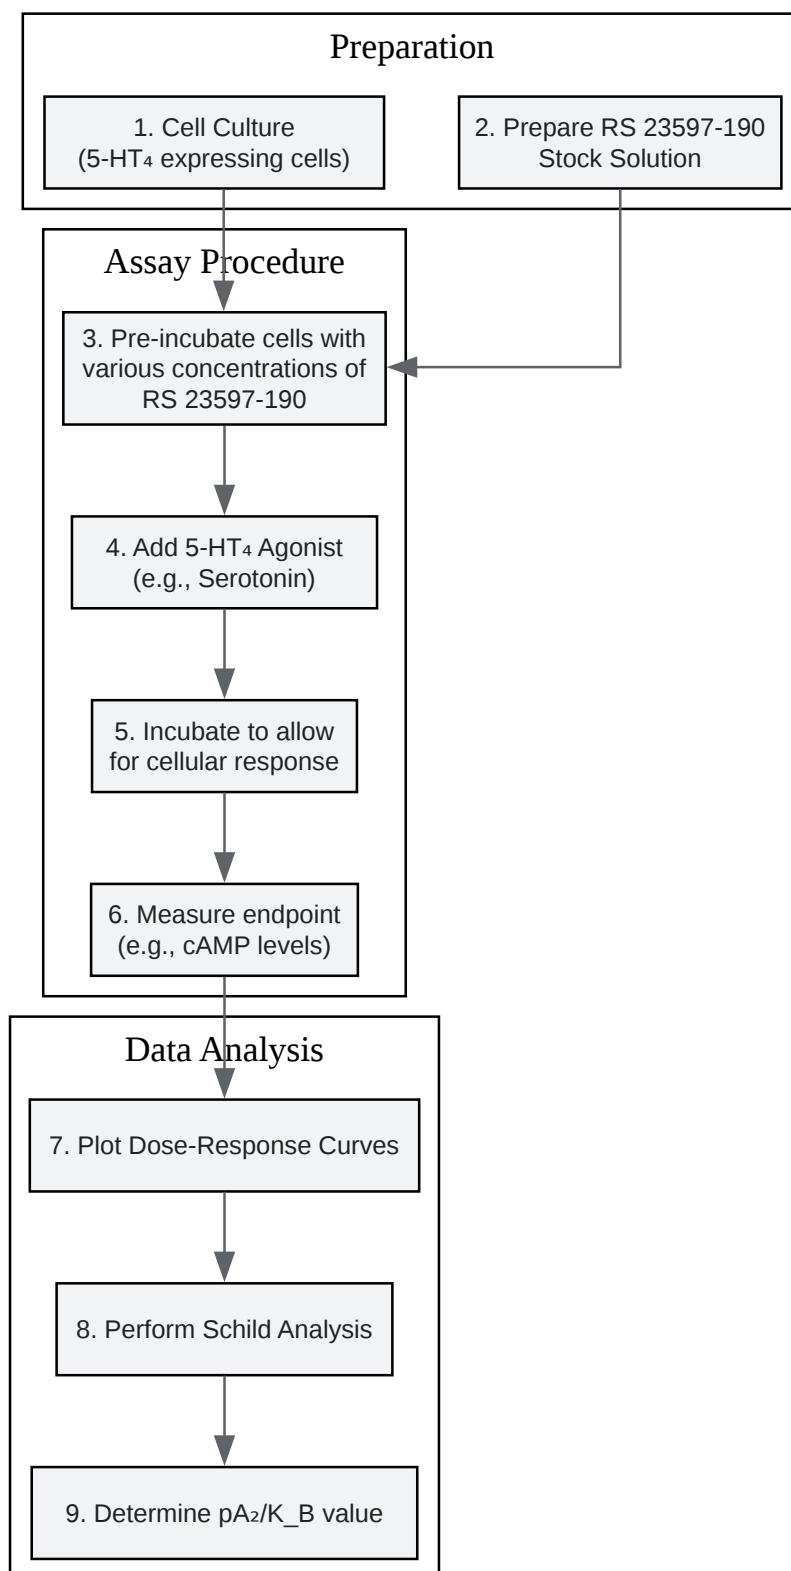 Preparation
1. Cell Culture
(5-HT₄ expressing cells)
2. Prepare RS 23597-190
Stock Solution
Assay Procedure
3. Pre-incubate cells with
various concentrations of
RS 23597-190
4. Add 5-HT₄ Agonist
(e.g., Serotonin)
5. Incubate to allow
for cellular response
6. Measure endpoint
(e.g., cAMP levels)
Data Analysis
7. Plot Dose-Response Curves
8. Perform Schild Analysis
9. Determine pA₂/K_B value